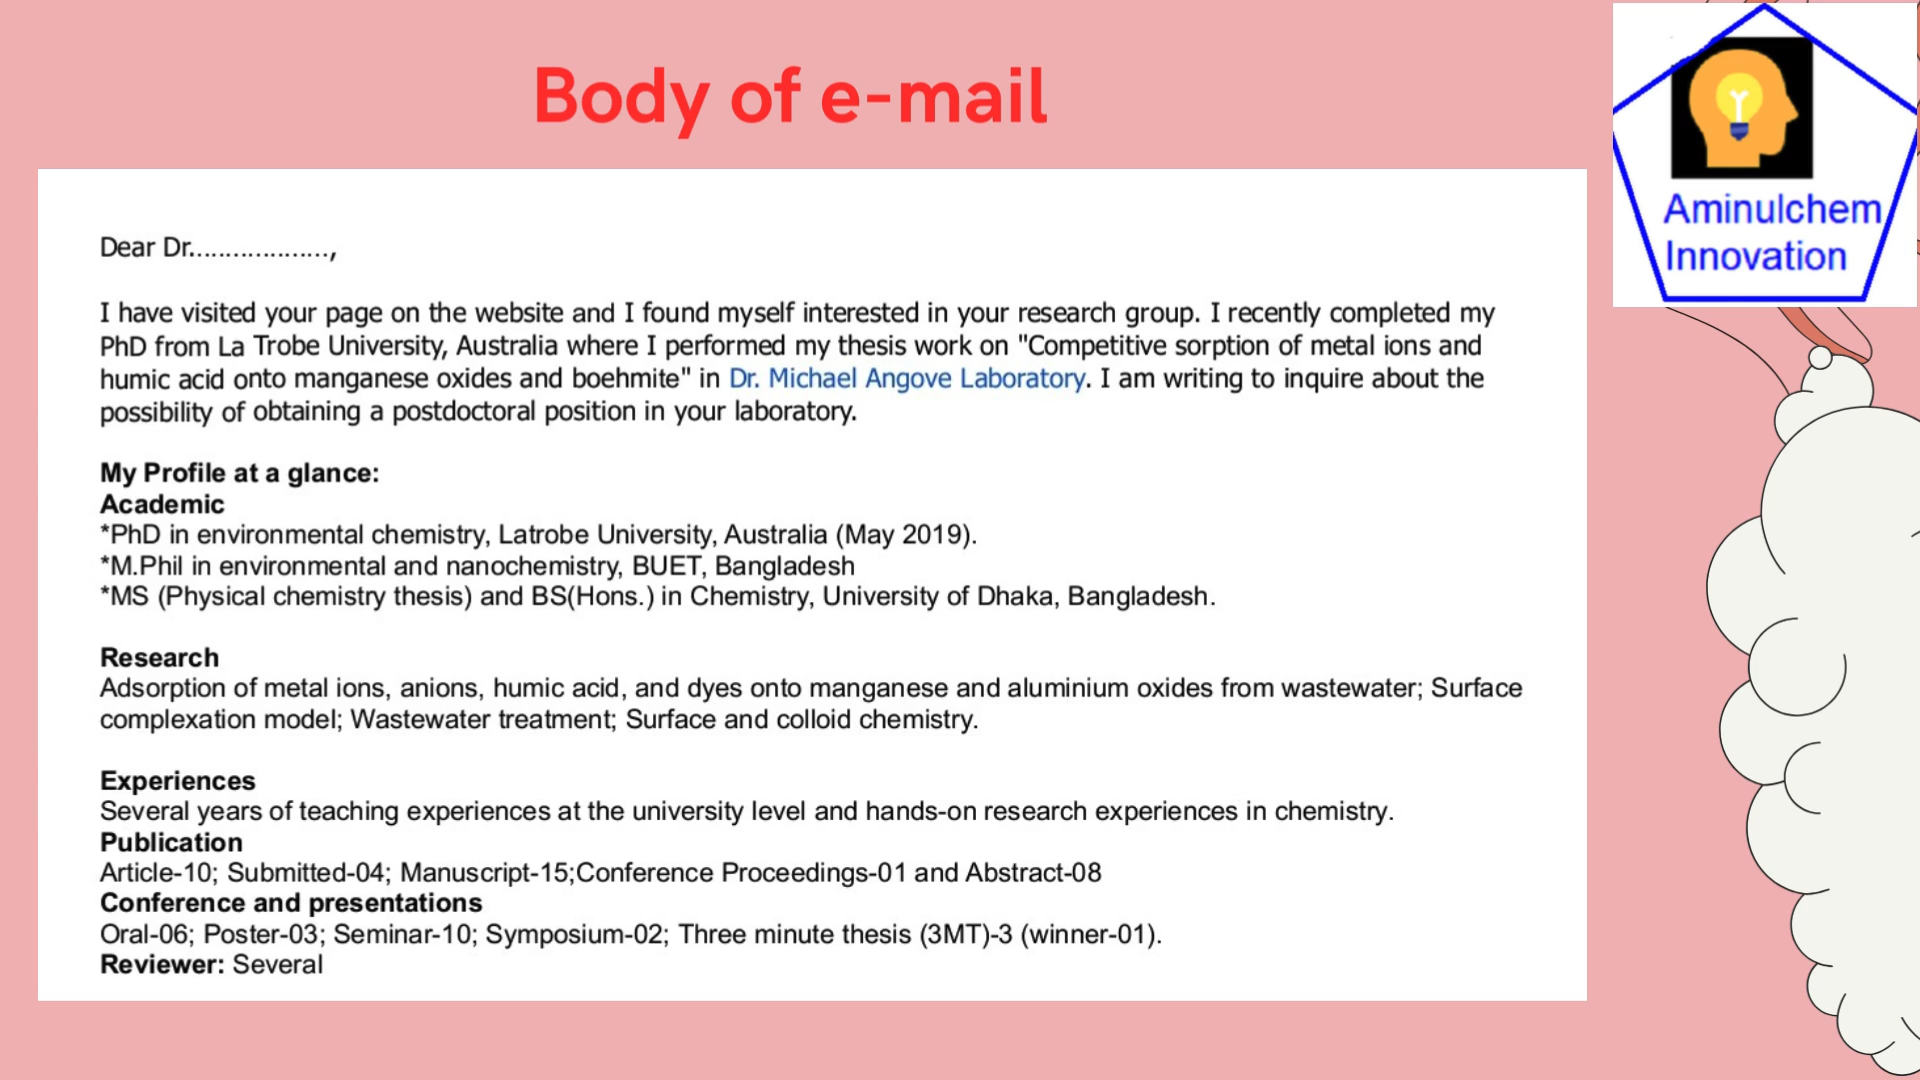 Body of e-mail
Aminulchem
Innovation
Dear Dr...................,
I have visited your page on the website and I found myself interested in your research group. I recently completed my
PhD from La Trobe University, Australia where I performed my thesis work on "Competitive sorption of metal ions and
humic acid onto manganese oxides and boehmite" in Dr. Michael Angove Laboratory. I am writing to inquire about the
possibility of obtaining a postdoctoral position in your laboratory.
My Profile at a glance:
Academic
*PhD in environmental chemistry, Latrobe University, Australia (May 2019).
*M.Phil in environmental and nanochemistry, BUET, Bangladesh
*MS (Physical chemistry thesis) and BS(Hons.) in Chemistry, University of Dhaka, Bangladesh.
Research
Adsorption of metal ions, anions, humic acid, and dyes onto manganese and aluminium oxides from wastewater; Surface
complexation model; Wastewater treatment; Surface and colloid chemistry.
Experiences
Several years of teaching experiences at the university level and hands-on research experiences in chemistry.
Publication
Article-10; Submitted-04; Manuscript-15;Conference Proceedings-01 and Abstract-08
Conference and presentations
Oral-06; Poster-03; Seminar-10; Symposium-02; Three minute thesis (3MT)-3 (winner-01).
Reviewer: Several